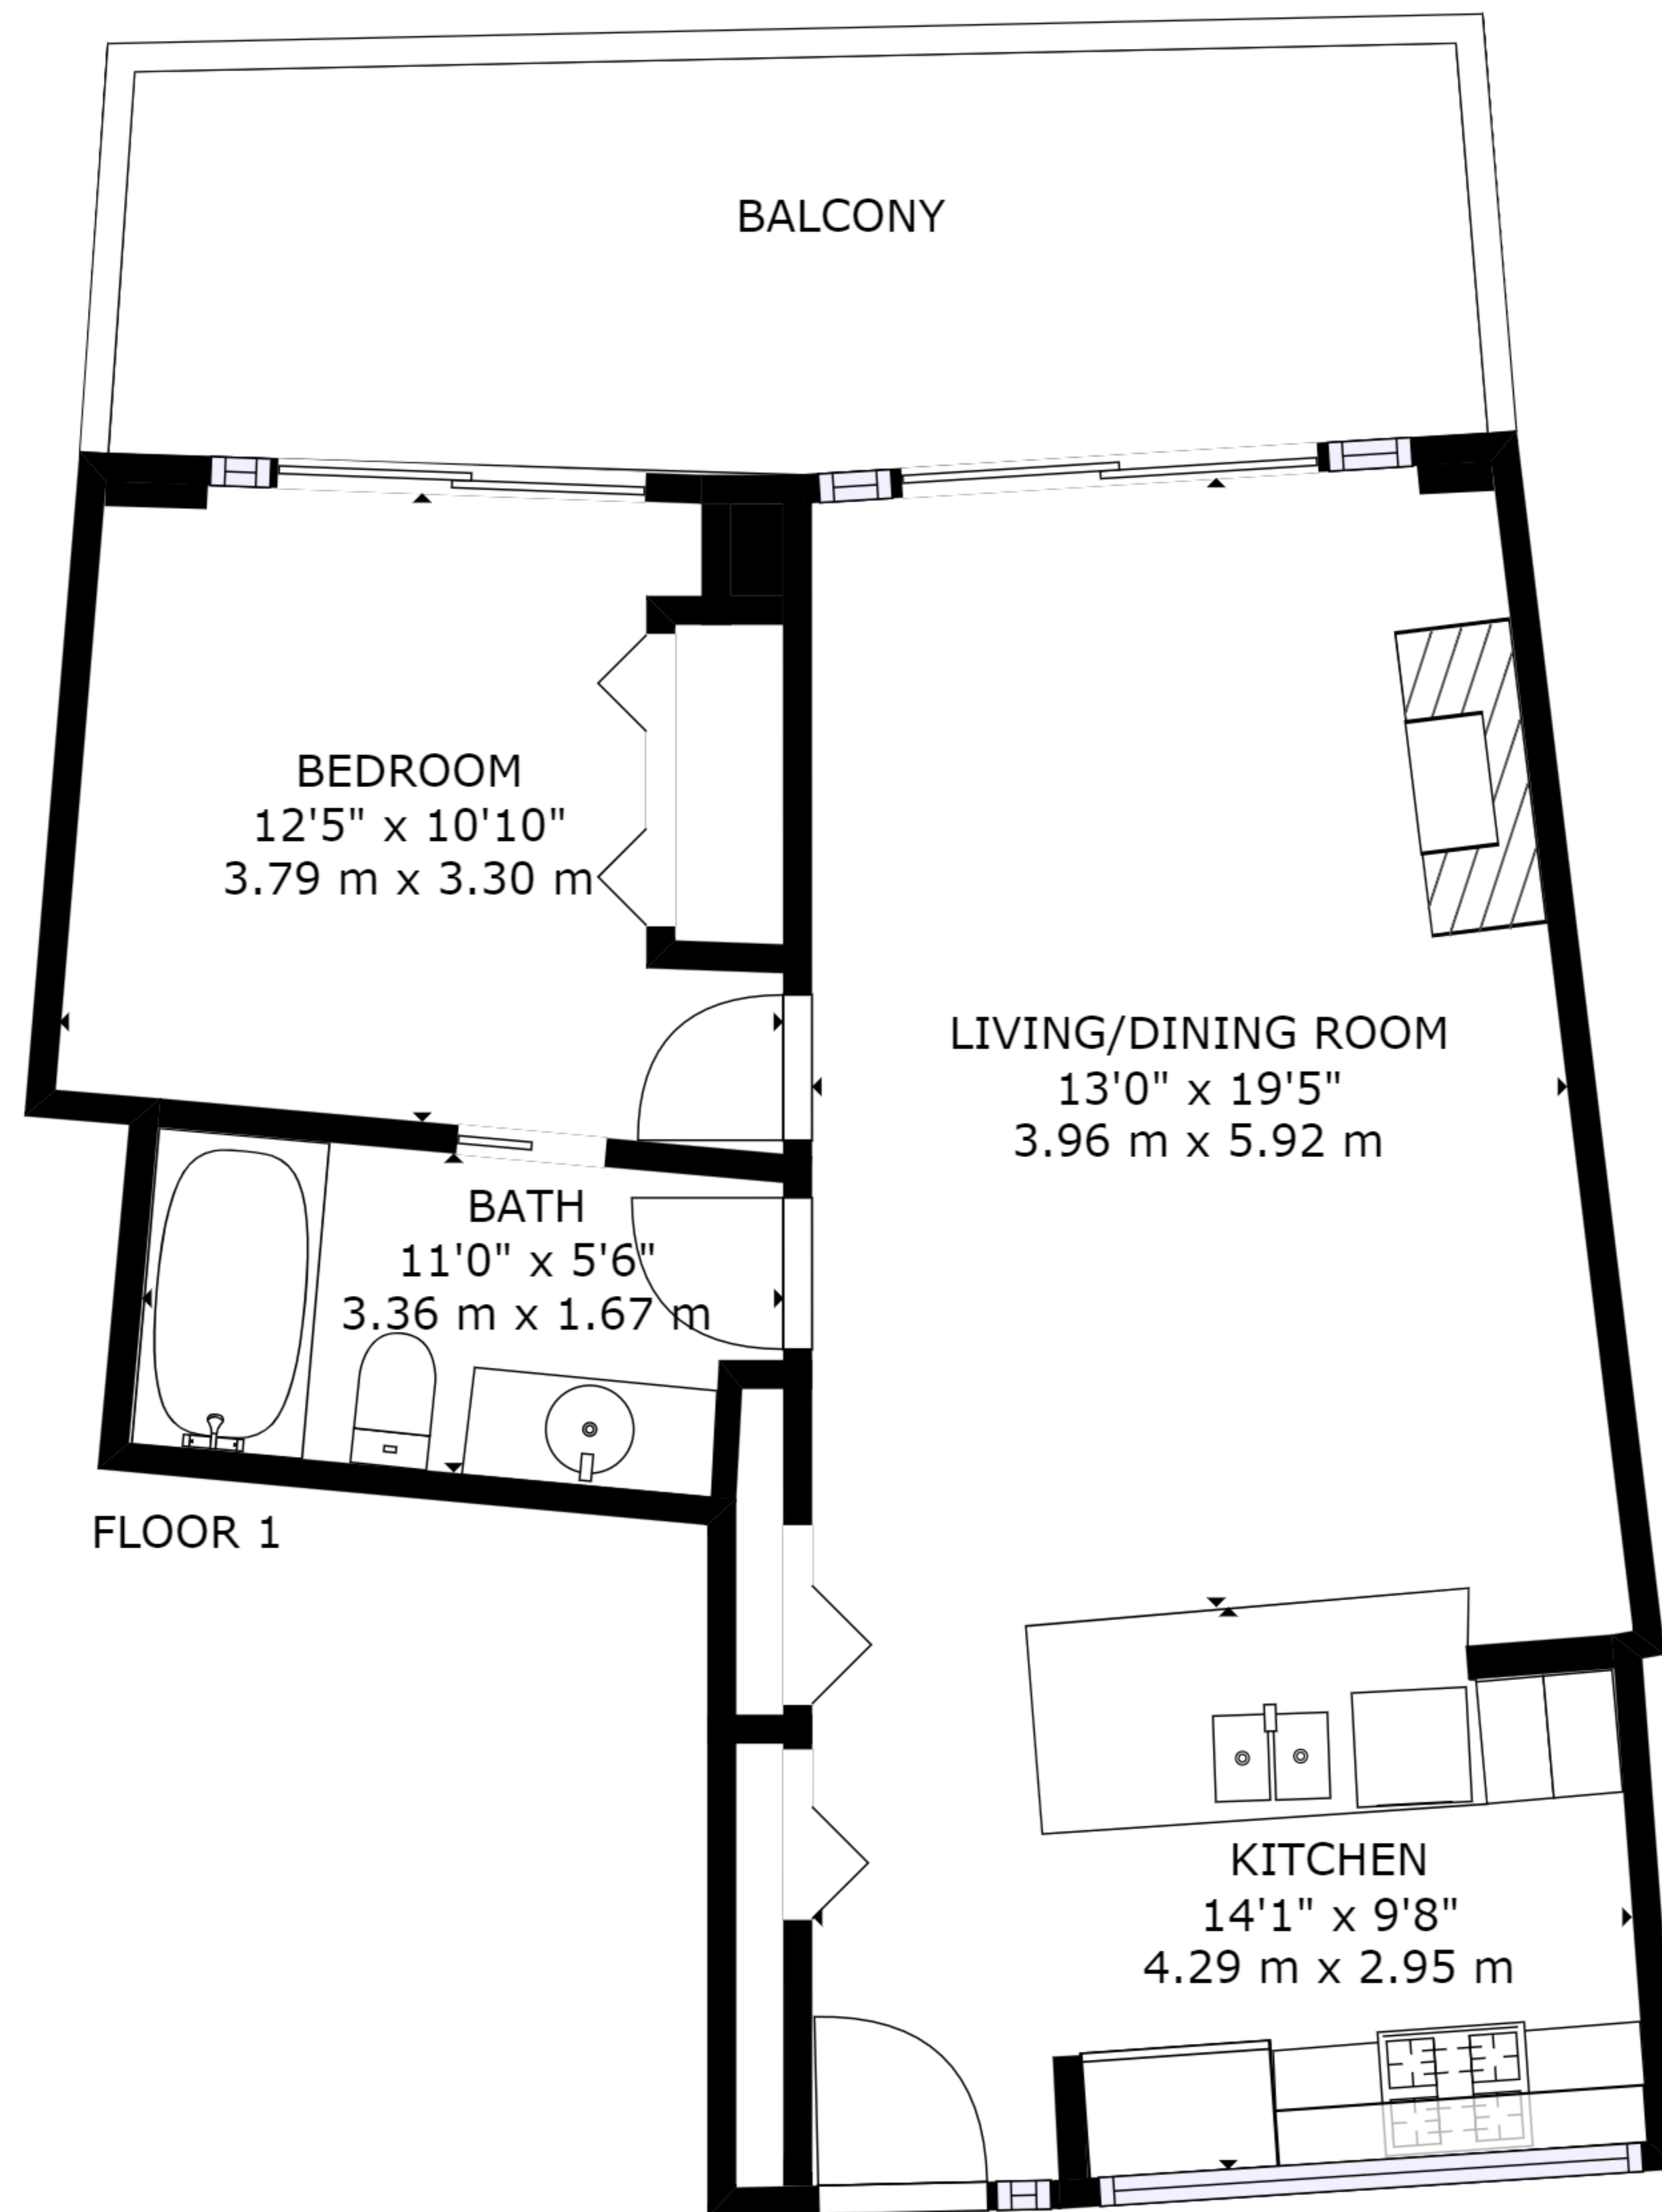 BALCONY
BEDROOM
12'5" x 10'10"
3.79 m x 3.30 m
LIVING/DINING ROOM
13'0" x 19'5"
3.96 m x 5.92 m
BATH
11'0" x 5'6"
3.36 m x 1.67 m
FLOOR 1
KITCHEN
14'1" x 9'8"
4.29 m x 2.95 m